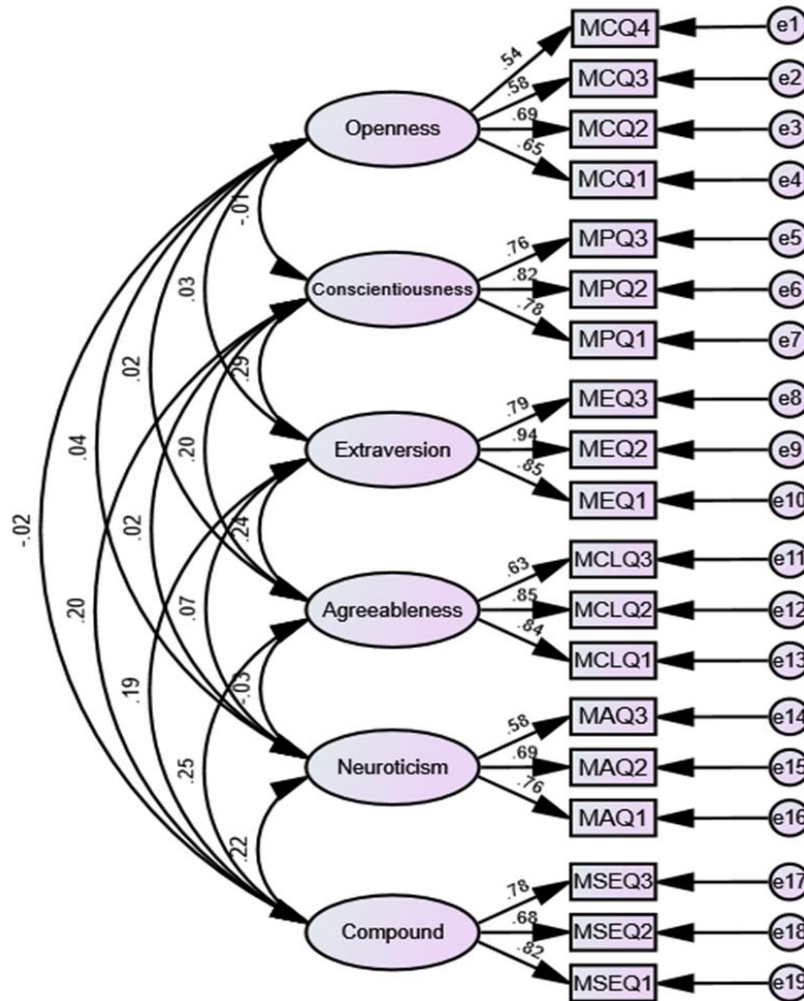 MCQ4
e1
.54
MCQ3
e2
.58
Openness
MCQ2
e3
.69
MCQ1
e4
.65
-.01
MPQ3
e5
.76
Conscientiousness
MPQ2
e6
.82
.03
MPQ1
e7
.78
.02
.29
MEQ3
e8
.79
Extraversion
MEQ2
e9
.94
.04
.20
MEQ1
e10
.85
-.02
.02
.24
MCLQ3
e11
.63
Agreeableness
MCLQ2
e12
.85
.20
.07
MCLQ1
e13
.84
.19
-.03
MAQ3
e14
.58
Neuroticism
MAQ2
e15
.69
.25
MAQ1
e16
.76
.22
MSEQ3
e17
.78
Compound
MSEQ2
e18
.68
MSEQ1
e19
.82